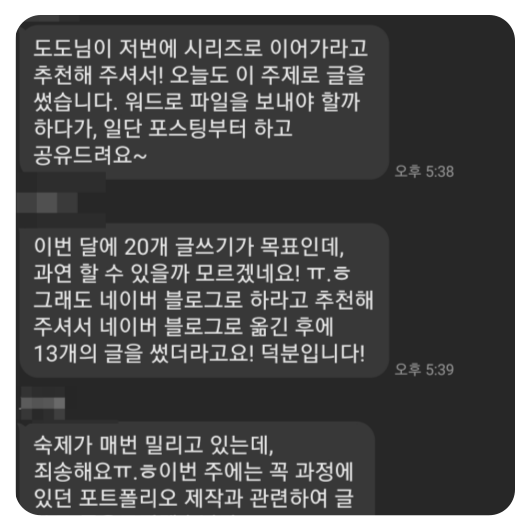 도도님이 저번에 시리즈로 이어가라고
추천해 주셔서! 오늘도 이 주제로 글을
썼습니다. 워드로 파일을 보내야 할까
하다가, 일단 포스팅부터 하고
공유드려요~
오후 5:38
이번 달에 20개 글쓰기가 목표인데,
과연 할 수 있을까 모르겠네요! ㅠ.ㅎ
그래도 네이버 블로그로 하라고 추천해
주셔서 네이버 블로그로 옮긴 후에
13개의 글을 썼더라고요! 덕분입니다!
오후 5:39
숙제가 매번 밀리고 있는데,
죄송해요ㅠ.ㅎ이번 주에는 꼭 과정에
있던 포트폴리오 제작과 관련하여 글